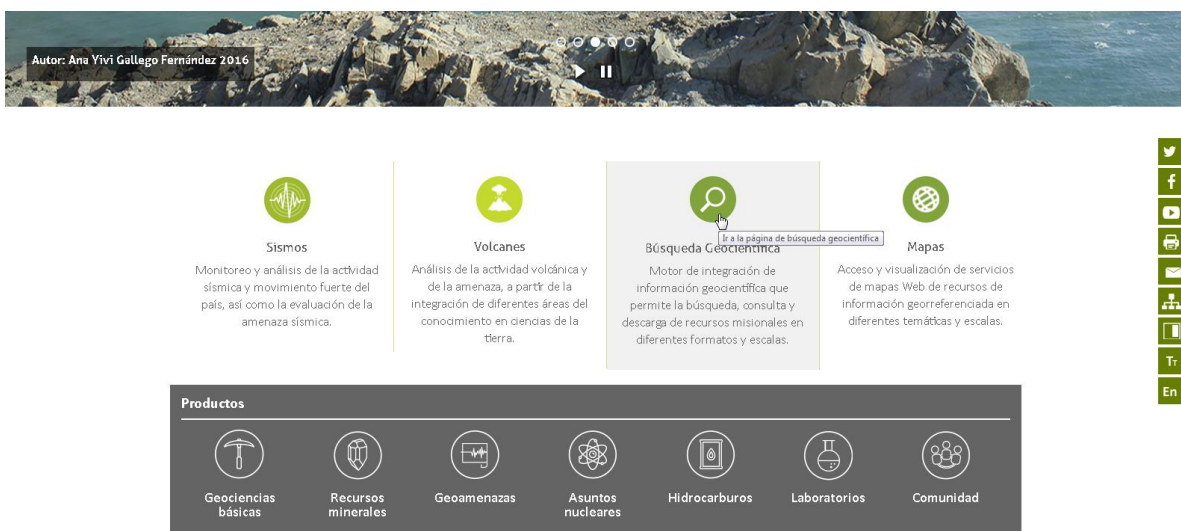 Autor: Ana Yivi Gallego Fernández 2016
Sismos
Monitoreo y análisis de la actividad
sísmica y movimiento fuerte del
país, así como la evaluación de la
amenaza sísmica.
Volcanes
Análisis de la actividad volcánica y
de la amenaza, a partir de la
integración de diferentes áreas del
conocimiento en ciencias de la
tierra.
Ir a la página de búsqueda geocientífica
Búsqueda Geocientífica
Motor de integración de
información geocientífica que
permite la búsqueda, consulta y
descarga de recursos misionales en
diferentes formatos y escalas.
Mapas
Acceso y visualización de servicios
de mapas Web de recursos de
información georreferenciada en
diferentes temáticas y escalas.
Tт
En
Productos
Geociencias
básicas
Recursos
minerales
Geoamenazas
Asuntos
nucleares
Hidrocarburos
Laboratorios
Comunidad